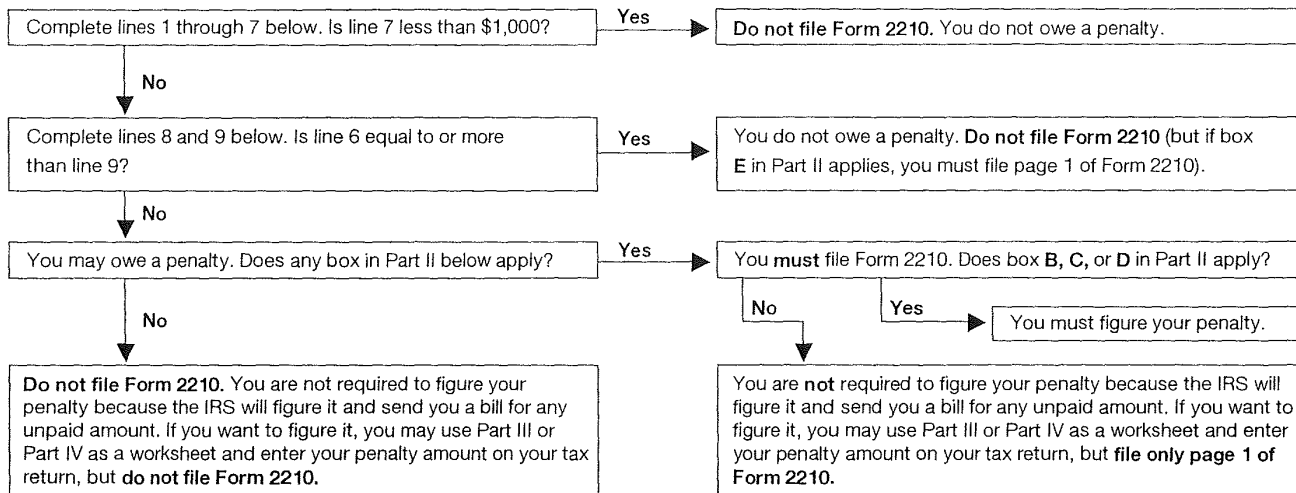 Complete lines 1 through 7 below. Is line 7 less than $1,000?
Yes
Do not file Form 2210. You do not owe a penalty.
No
Complete lines 8 and 9 below. Is line 6 equal to or more
than line 9?
Yes
You do not owe a penalty. Do not file Form 2210 (but if box
E in Part II applies, you must file page 1 of Form 2210).
No
You may owe a penalty. Does any box in Part II below apply?
Yes
You must file Form 2210. Does box B, C, or D in Part II apply?
No
Yes
You must figure your penalty.
No
Do not file Form 2210. You are not required to figure your
penalty because the IRS will figure it and send you a bill for any
unpaid amount. If you want to figure it, you may use Part III or
Part IV as a worksheet and enter your penalty amount on your tax
return, but do not file Form 2210.
You are not required to figure your penalty because the IRS will
figure it and send you a bill for any unpaid amount. If you want to
figure it, you may use Part III or Part IV as a worksheet and enter
your penalty amount on your tax return, but file only page 1 of
Form 2210.